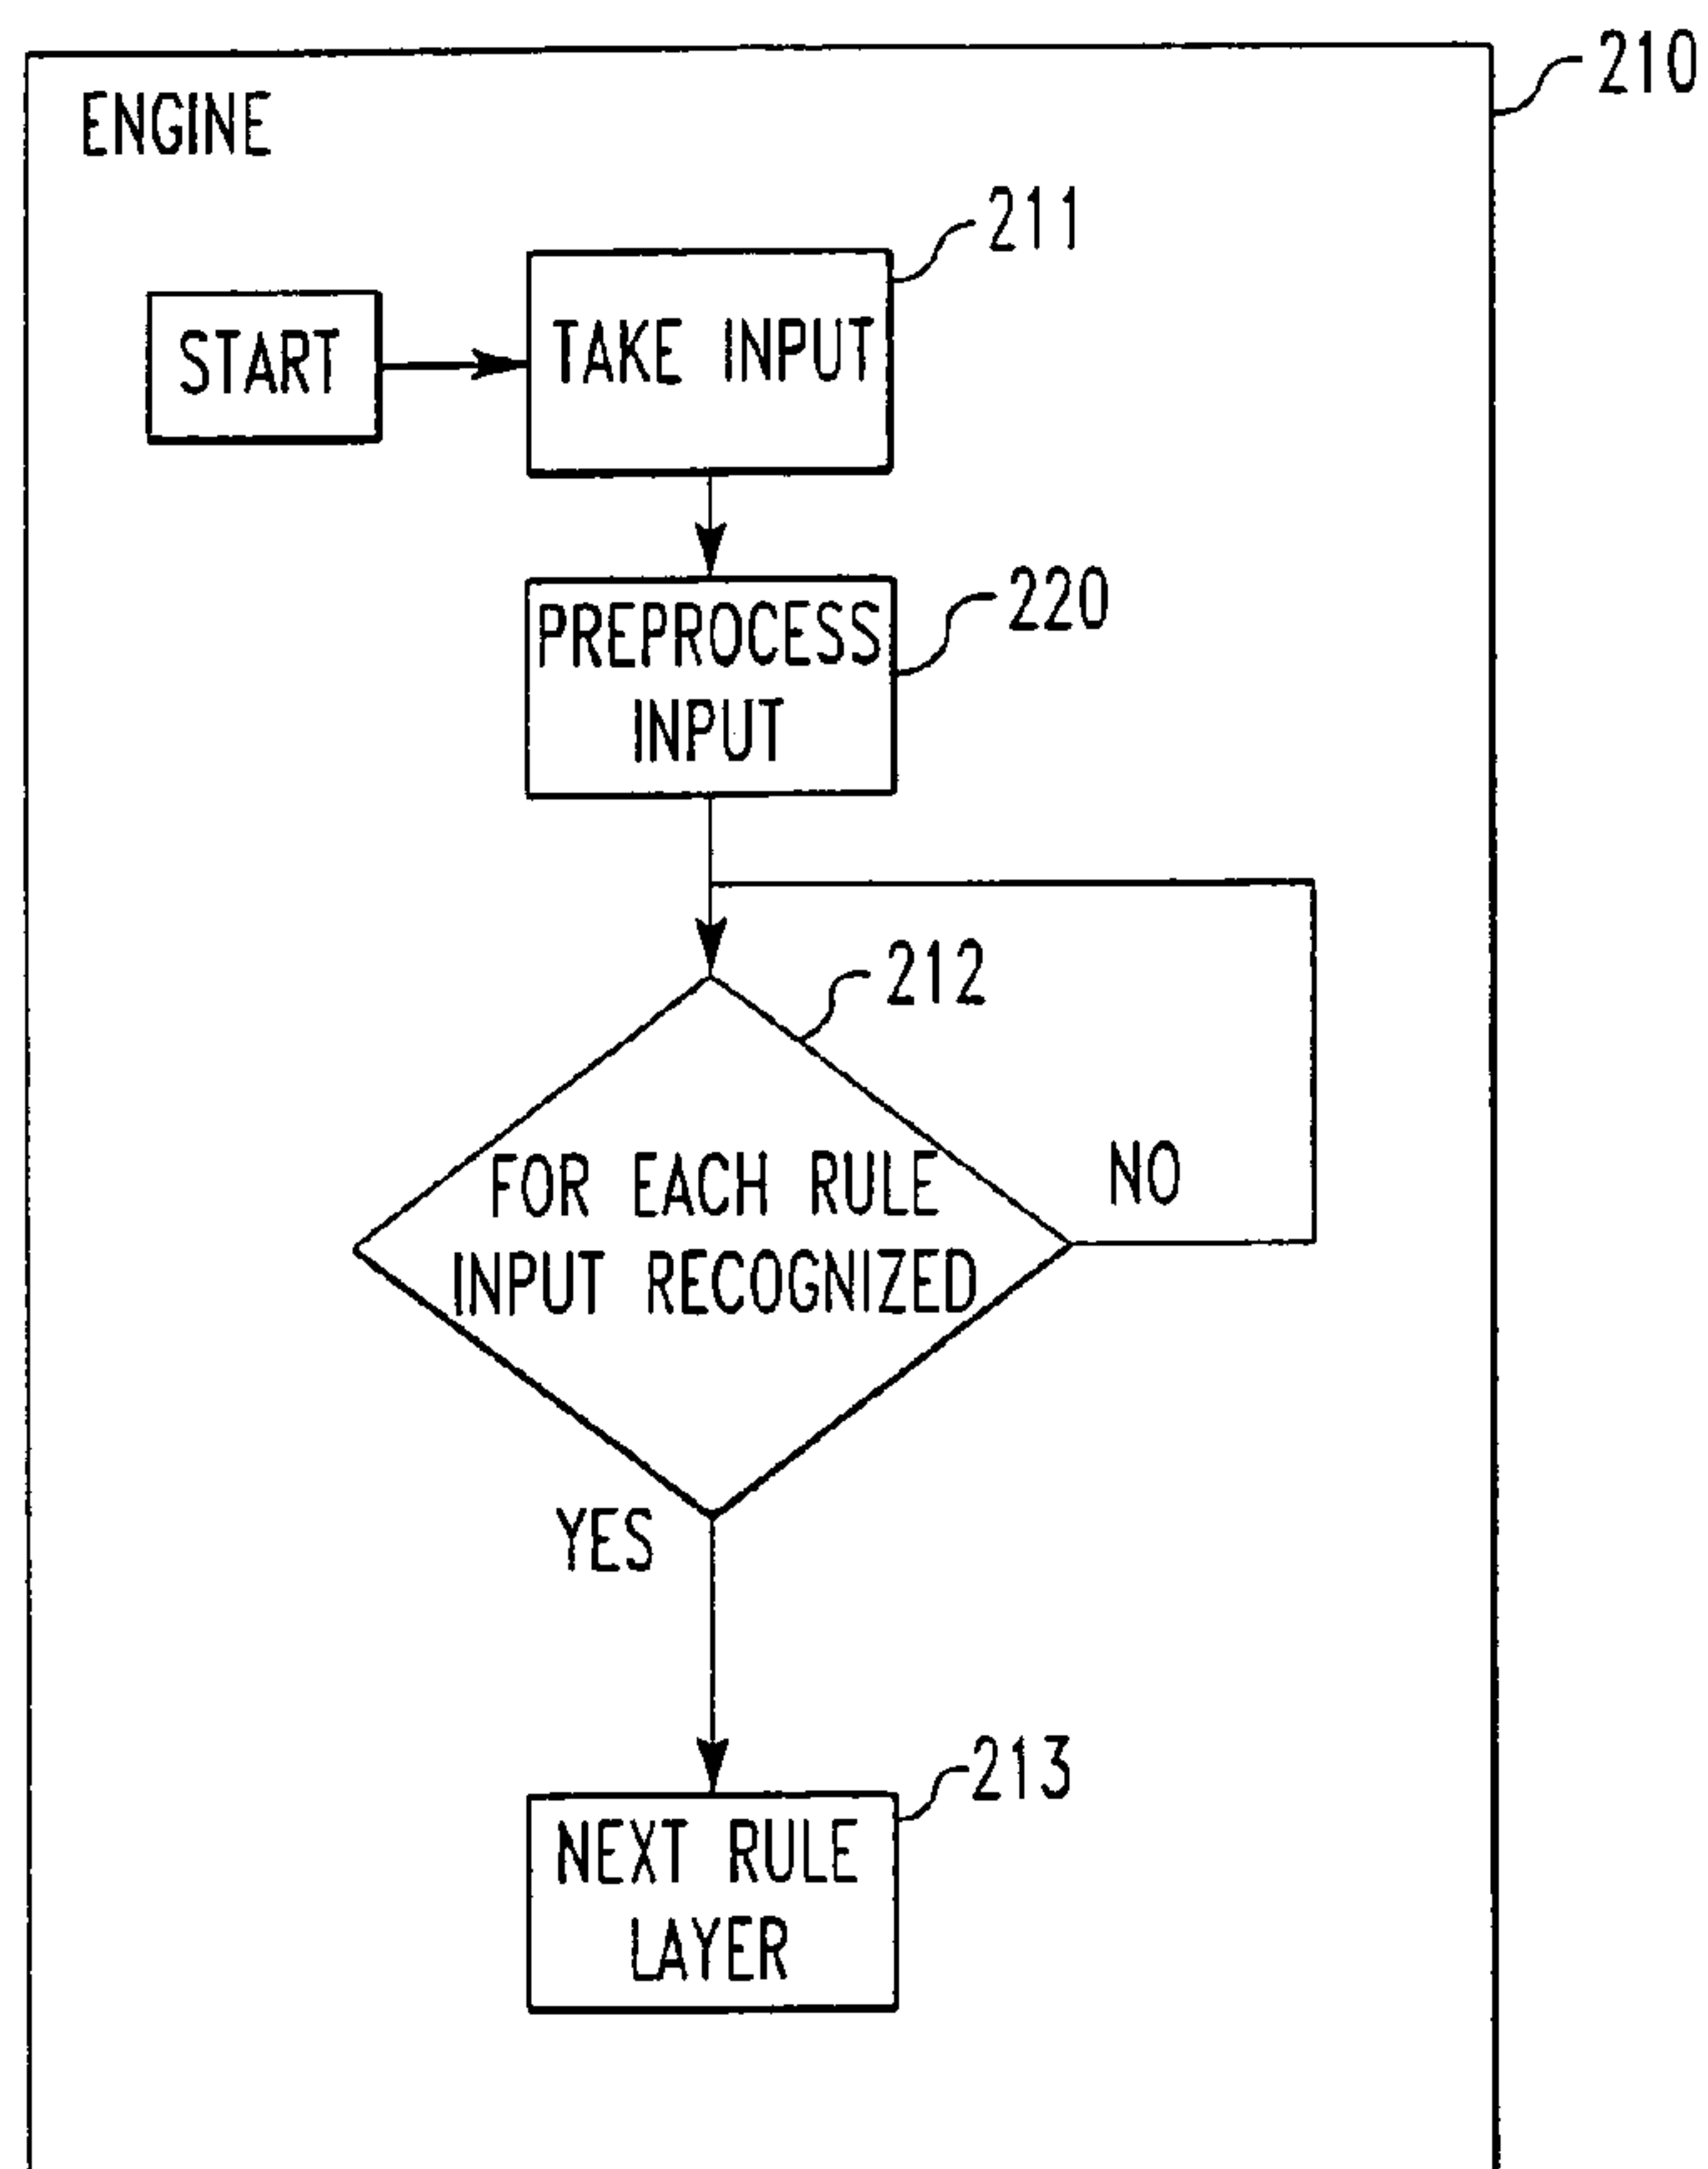 210
ENGINE
211
START
TAKE INPUT
220
PREPROCESS
INPUT
212
FOR EACH RULE
INPUT RECOGNIZED
NO
YES
213
NEXT RULE
LAYER